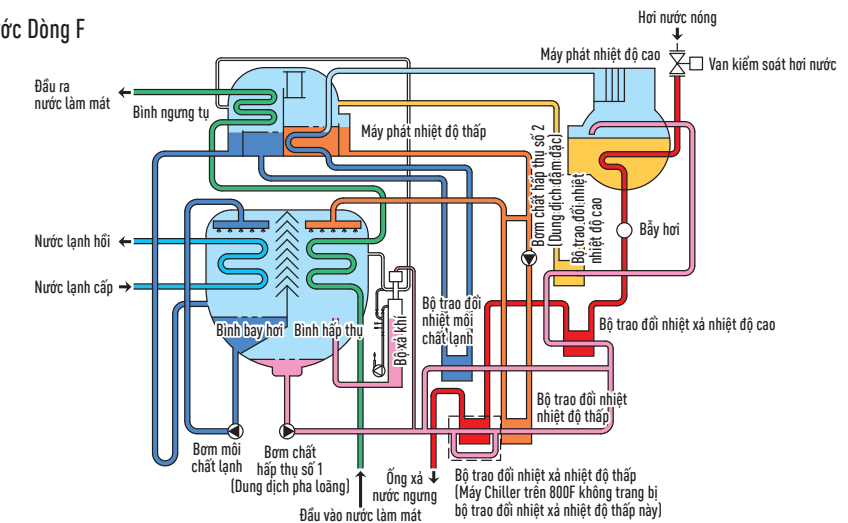 ước Dòng F
Hơi nước nóng
Máy phát nhiệt độ cao
Van kiểm soát hơi nước
Đầu ra
nước làm mát
Bình ngưng tụ
Máy phát nhiệt độ thấp
Bơm chất hấp thụ số 2
(Dung dịch đậm đặc)
Bộ trao đổi nhiệt
nhiệt độ cao
Bẫy hơi
Nước lạnh hồi
Nước lạnh cấp
Bình bay hơi
Bình hấp thụ
Bộ xả khí
Bộ trao đổi
nhiệt môi
chất lạnh
Bộ trao đổi nhiệt xả nhiệt độ cao
Bộ trao đổi nhiệt
nhiệt độ thấp
Bơm môi
chất lạnh
Bơm chất
hấp thụ số 1
(Dung dịch pha loãng)
Đầu vào nước làm mát
Ống xả
nước ngưng
Bộ trao đổi nhiệt xả nhiệt độ thấp
(Máy Chiller trên 800F không trang bị
bộ trao đổi nhiệt xả nhiệt độ thấp này)